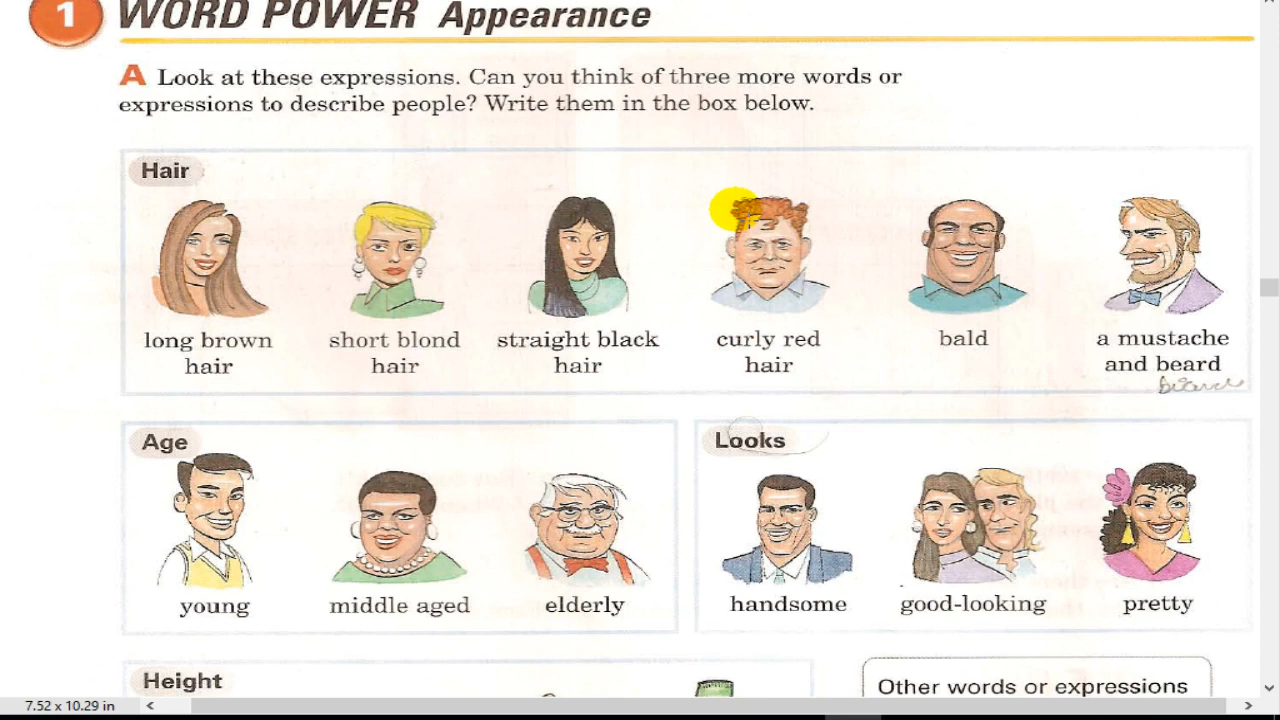 1 WORD POWER Appearance
A Look at these expressions. Can you think of three more words or
expressions to describe people? Write them in the box below.
Hair
long brown
hair
short blond
hair
straight black
hair
curly red
hair
bald
a mustache
and beard
Age
young
middle aged
elderly
Looks
handsome
good-looking
pretty
Height
Other words or expressions
7.52 x 10.29 in